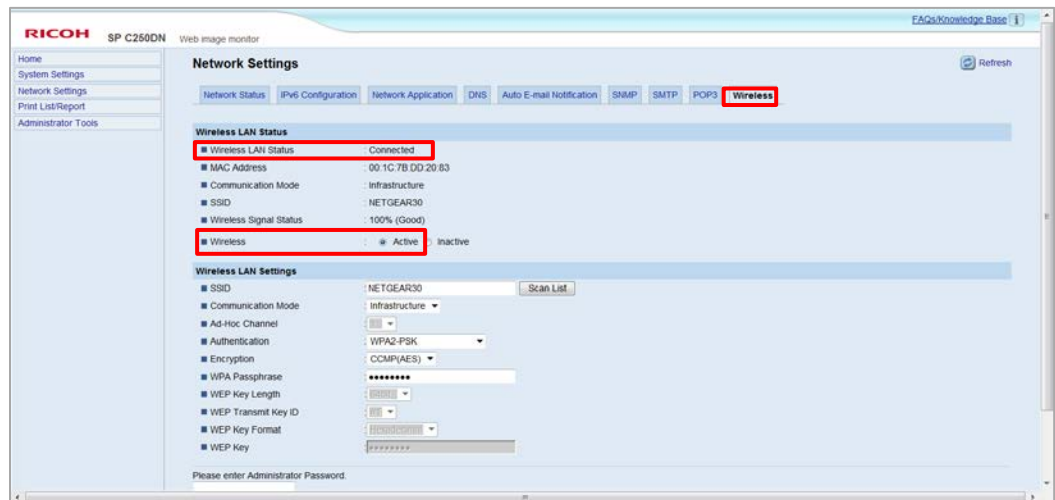 FAQs/Knowledge Base
RICOH SP C250DN Web image monitor
Home
System Settings
Network Settings
Print List/Report
Administrator Tools
Network Settings
Refresh
Network Status IPv6 Configuration Network Application DNS Auto E-mail Notification SNMP SMTP POP3 Wireless
Wireless LAN Status
Wireless LAN Status : Connected
MAC Address : 00:1C:7B:DD:20:83
Communication Mode : Infrastructure
SSID : NETGEAR30
Wireless Signal Status : 100% (Good)
Wireless : Active Inactive
Wireless LAN Settings
SSID : NETGEAR30 Scan List
Communication Mode : Infrastructure
Ad-Hoc Channel :
Authentication : WPA2-PSK
Encryption : CCMP(AES)
WPA Passphrase : ••••••••
WEP Key Length :
WEP Transmit Key ID :
WEP Key Format :
WEP Key :
Please enter Administrator Password.